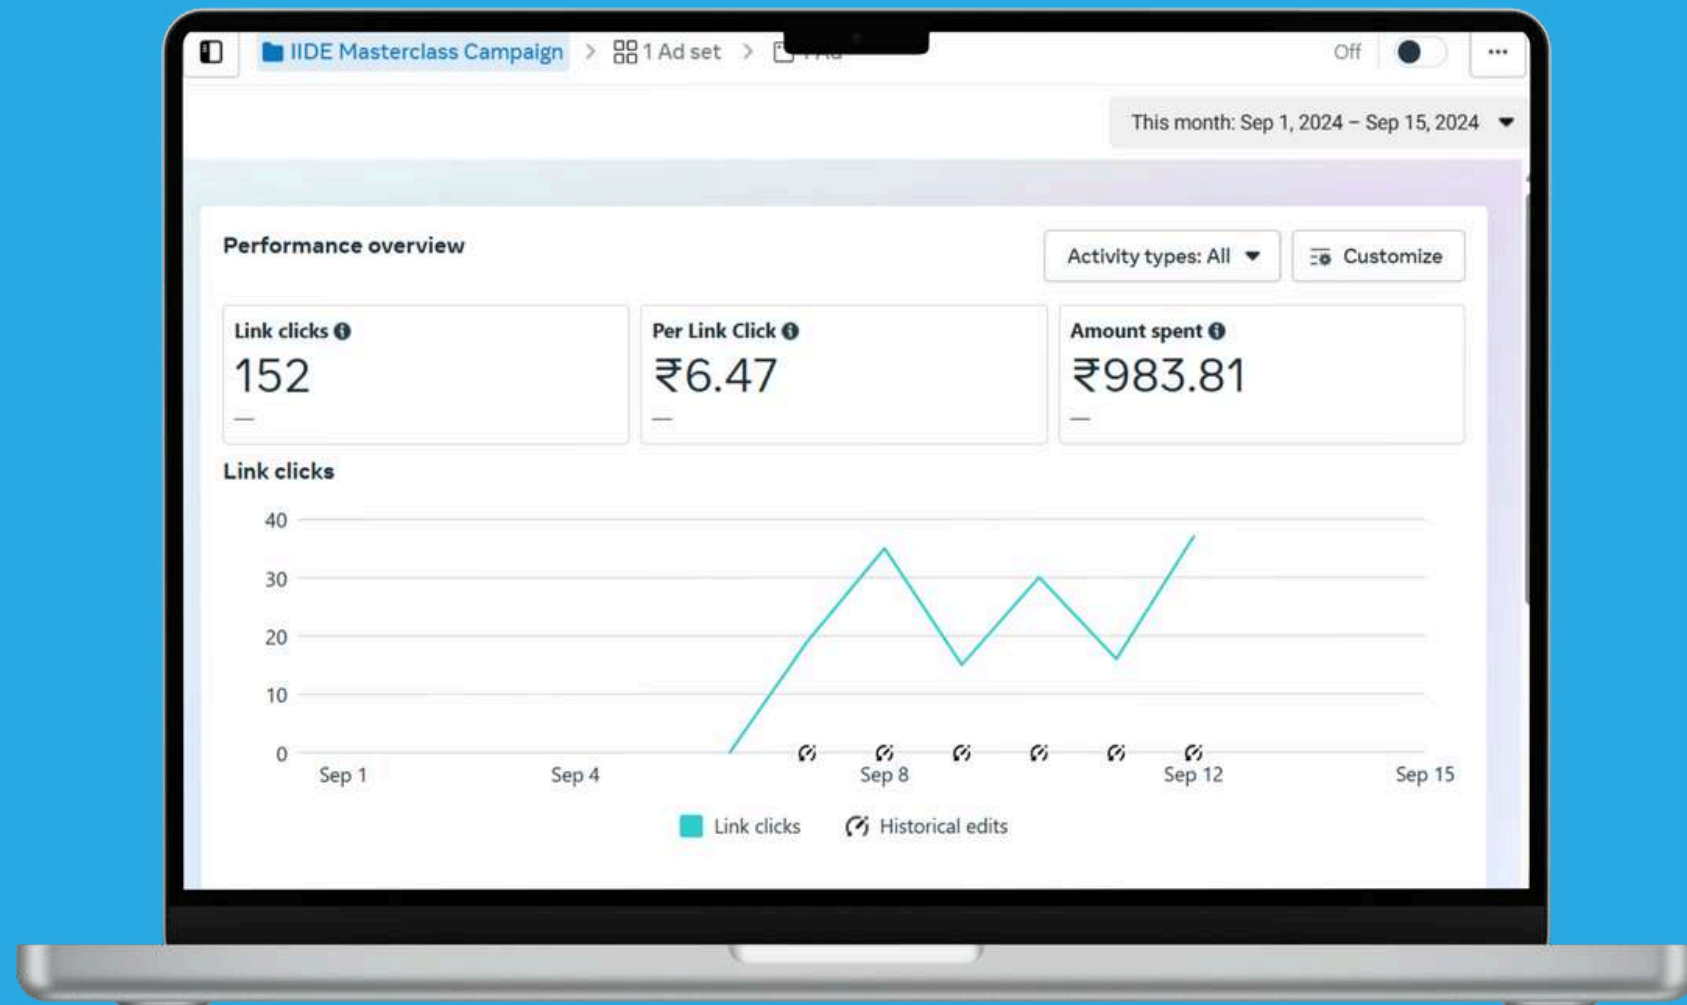 IIDE Masterclass Campaign > 1 Ad set >
Off
This month: Sep 1, 2024 – Sep 15, 2024
Performance overview
Activity types: All
Customize
Link clicks
152
—
Per Link Click
₹6.47
—
Amount spent
₹983.81
—
Link clicks
40
30
20
10
0
Sep 1 Sep 4 Sep 8 Sep 12 Sep 15
Link clicks Historical edits